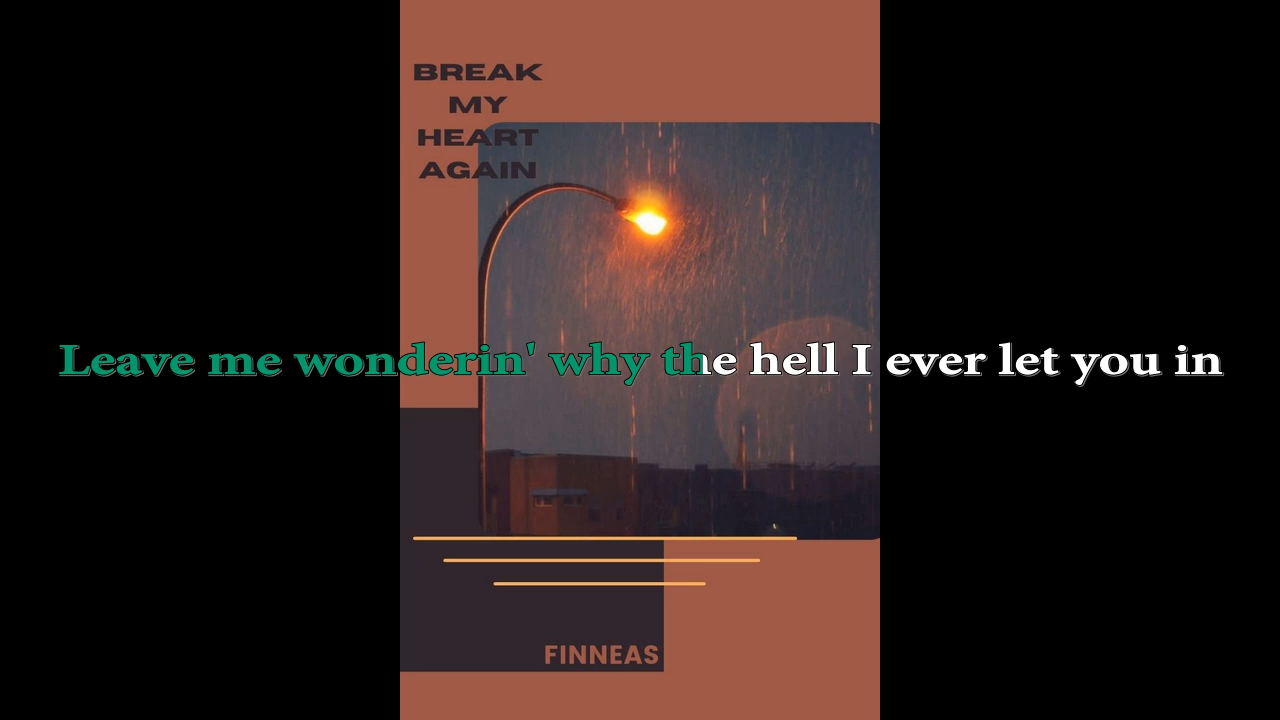 BREAK
MY
HEART
AGAIN
Leave me wonderin' why the hell I ever let you in
FINNEAS